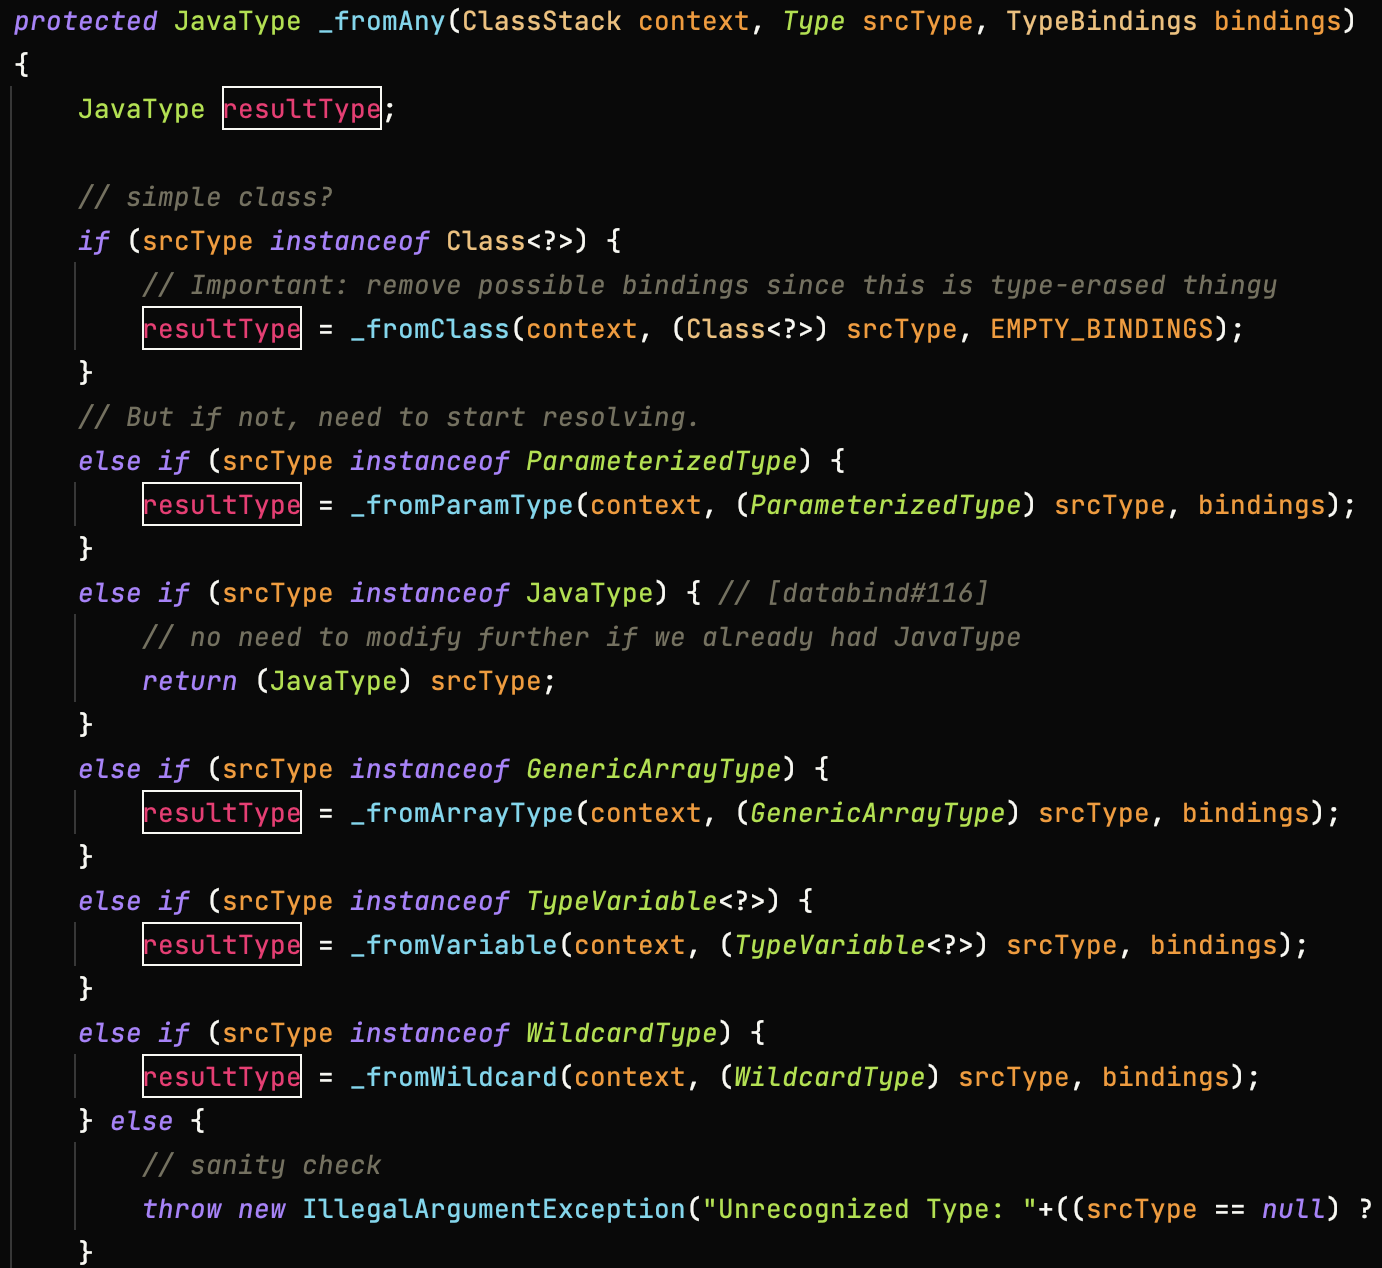 protected JavaType _fromAny(ClassStack context, Type srcType, TypeBindings bindings)
{
    JavaType resultType;

    // simple class?
    if (srcType instanceof Class<?>) {
        // Important: remove possible bindings since this is type-erased thingy
        resultType = _fromClass(context, (Class<?>) srcType, EMPTY_BINDINGS);
    }
    // But if not, need to start resolving.
    else if (srcType instanceof ParameterizedType) {
        resultType = _fromParamType(context, (ParameterizedType) srcType, bindings);
    }
    else if (srcType instanceof JavaType) { // [databind#116]
        // no need to modify further if we already had JavaType
        return (JavaType) srcType;
    }
    else if (srcType instanceof GenericArrayType) {
        resultType = _fromArrayType(context, (GenericArrayType) srcType, bindings);
    }
    else if (srcType instanceof TypeVariable<?>) {
        resultType = _fromVariable(context, (TypeVariable<?>) srcType, bindings);
    }
    else if (srcType instanceof WildcardType) {
        resultType = _fromWildcard(context, (WildcardType) srcType, bindings);
    } else {
        // sanity check
        throw new IllegalArgumentException("Unrecognized Type: "+((srcType == null) ?
    }